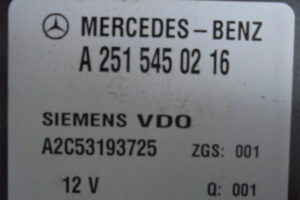 MERCEDES-BENZ
A 251 545 02 16
SIEMENS VDO
A2C53193725 ZGS: 001
12 V Q: 001